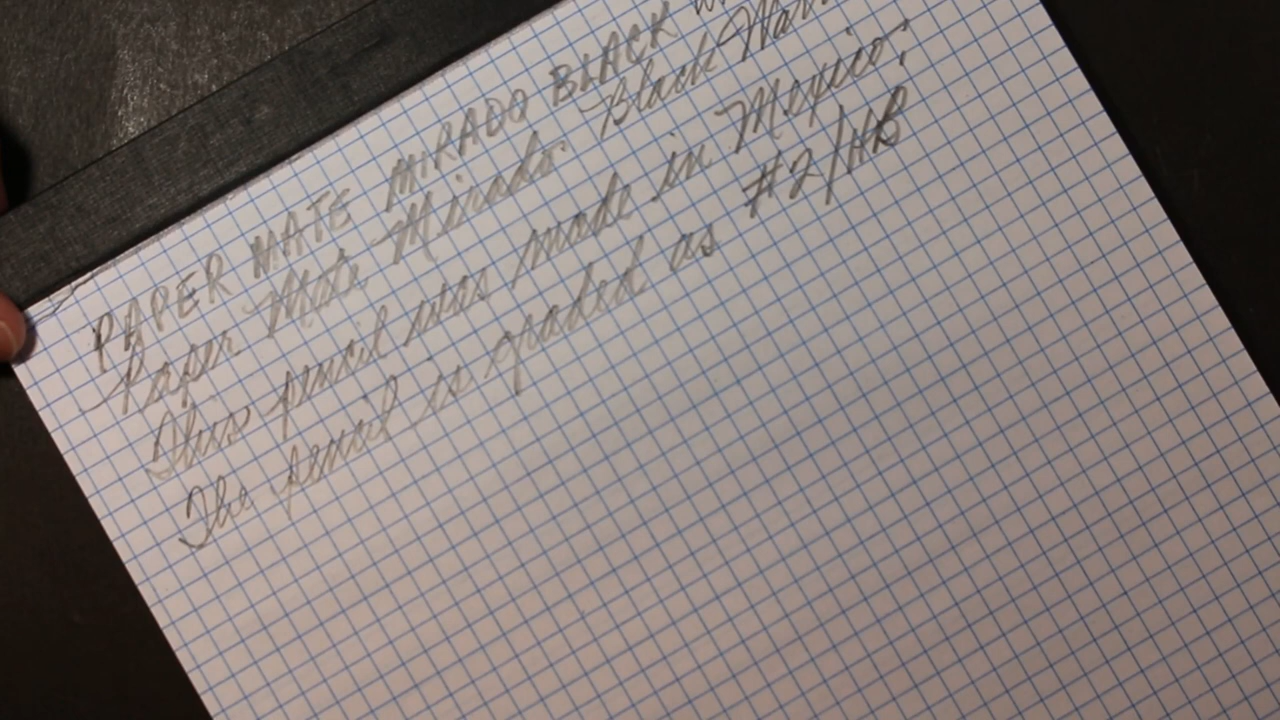 PAPER MATE MIRADO BLACK
Paper Mate Mirado Black
This pencil was made in Mexico;
The pencil is graded as #2/HB